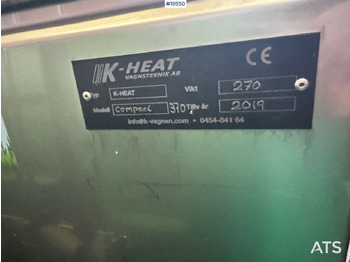 #19550
K-HEAT
VAGNSTEKNIK AB
CE
Typ K-HEAT Vikt 270
Modell Compact 370 Tillv år 2019
info@k-vagnen.com • 0454-841 64
ATS